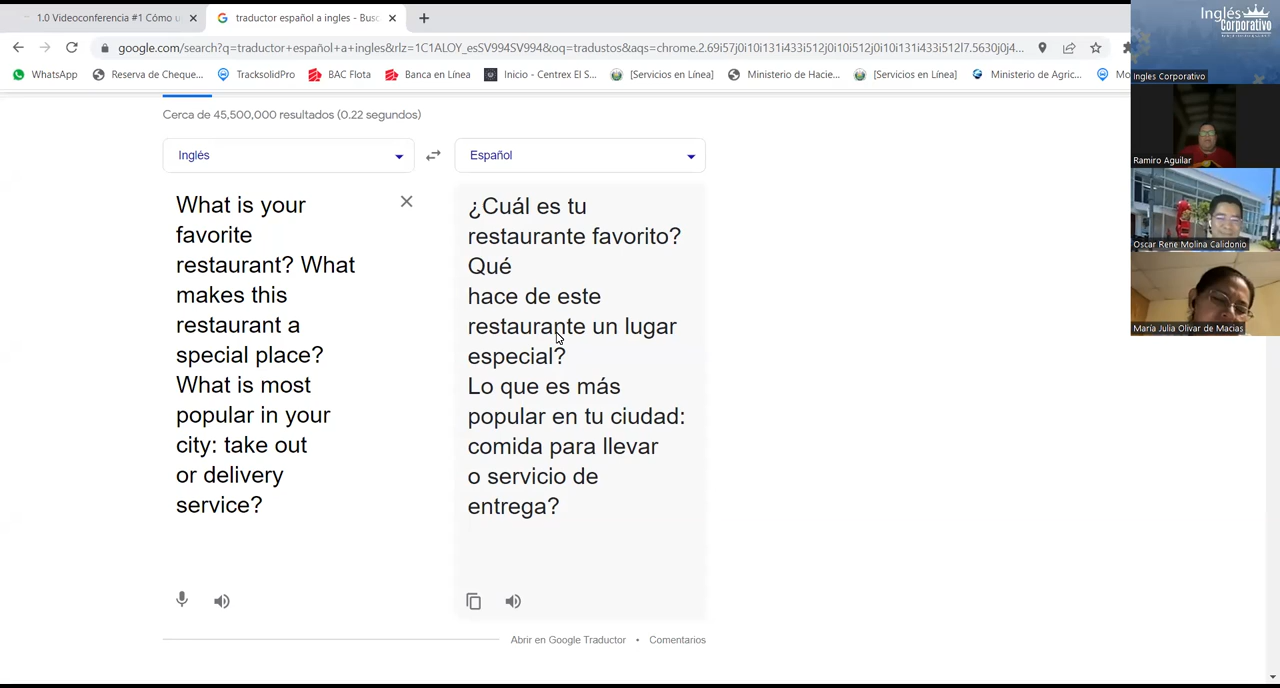 1.0 Videoconferencia #1 Cómo u
traductor español a ingles - Busc
google.com/search?q=traductor+español+a+ingles&rlz=1C1ALOY_esSV994SV994&oq=tradustos&aqs=chrome.2.69i57j0i10i131i433i512j0i10i512j0i10i131i433i512l7.5630j0j4...
WhatsApp
Reserva de Cheque...
TracksolidPro
BAC Flota
Banca en Línea
Inicio - Centrex El S...
[Servicios en Línea]
Ministerio de Hacie...
[Servicios en Línea]
Ministerio de Agric...
Mo
Cerca de 45,500,000 resultados (0.22 segundos)
Inglés
Español
What is your
favorite
restaurant? What
makes this
restaurant a
special place?
What is most
popular in your
city: take out
or delivery
service?
¿Cuál es tu
restaurante favorito?
Qué
hace de este
restaurante un lugar
especial?
Lo que es más
popular en tu ciudad:
comida para llevar
o servicio de
entrega?
Abrir en Google Traductor • Comentarios
Inglés
Corporativo
Ingles Corporativo
Ramiro Aguilar
Oscar Rene Molina Calidonio
María Julia Olivar de Macias